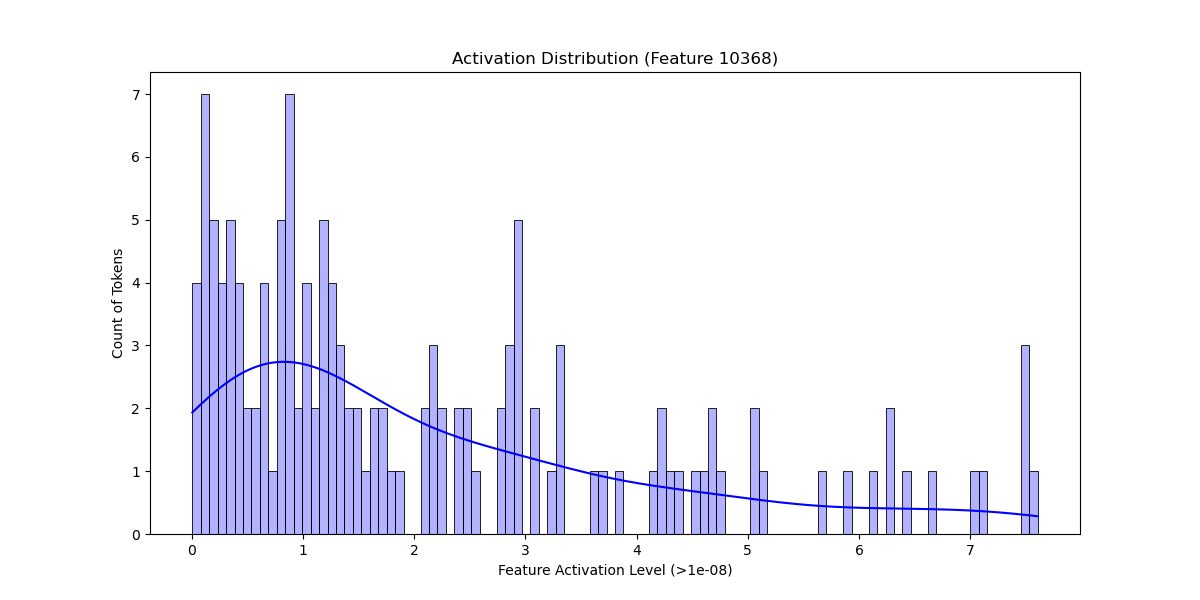 Activation Distribution (Feature 10368)
Count of Tokens
7
6
5
4
3
2
1
0
0 1 2 3 4 5 6 7
Feature Activation Level (>1e-08)